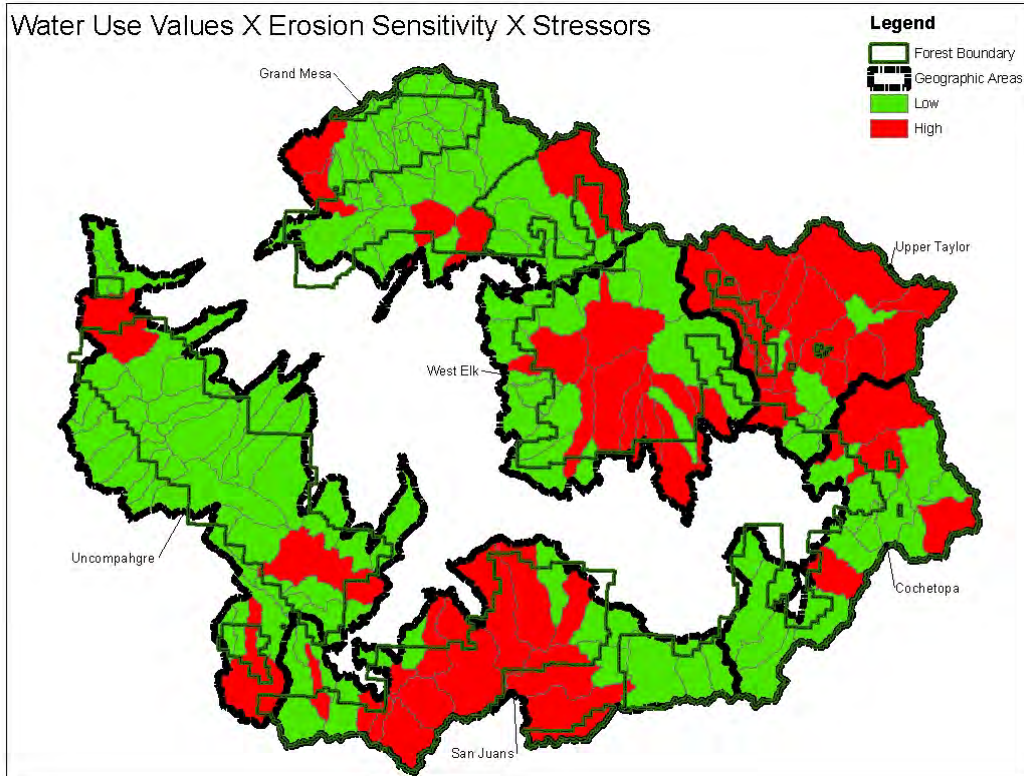 Water Use Values X Erosion Sensitivity X Stressors
Legend
Forest Boundary
Geographic Areas
Low
High
Grand Mesa
Upper Taylor
West Elk
Uncompahgre
Cochetopa
San Juans